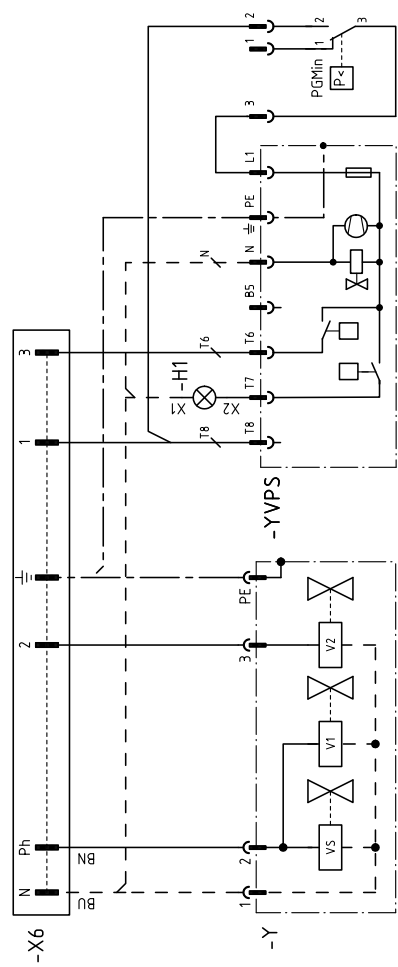 2
1
3
2
1
3
PGMin
P<
3
1
2
Ph
N
-X6
BN
BU
N
T6
T8
X1
X2
-H1
L1
PE
N
B5
T6
T7
T8
-YVPS
PE
3
2
1
V2
V1
VS
-Y